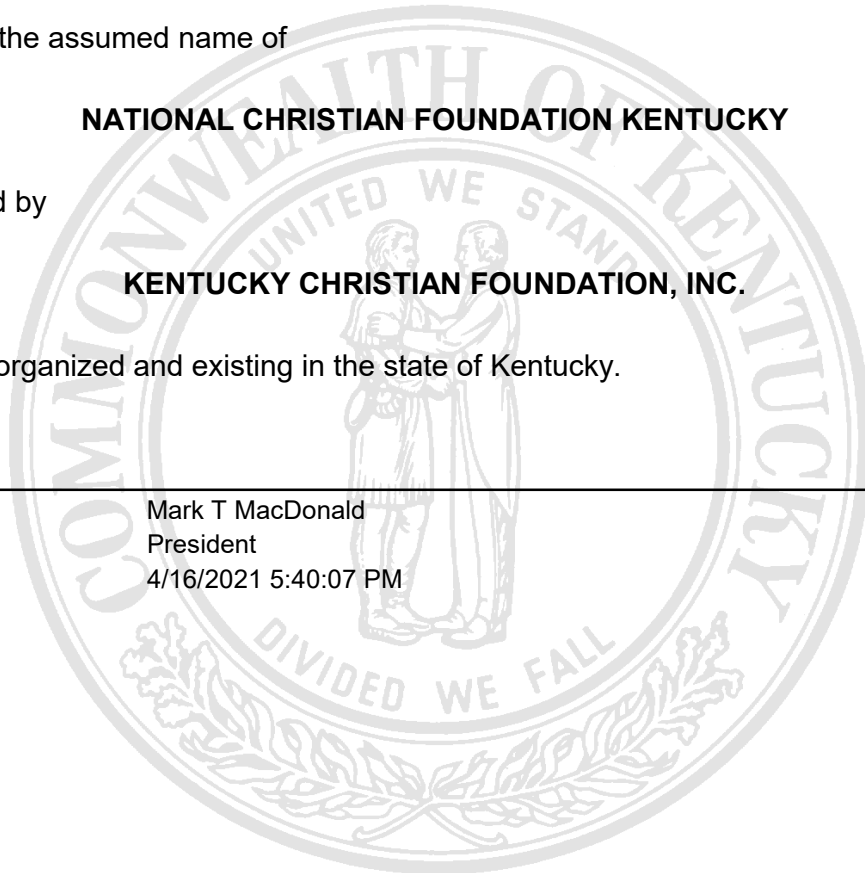 the assumed name of
NATIONAL CHRISTIAN FOUNDATION KENTUCKY
d by
KENTUCKY CHRISTIAN FOUNDATION, INC.
organized and existing in the state of Kentucky.
Mark T MacDonald
President
4/16/2021 5:40:07 PM
COMMONWEALTH OF KENTUCKY
UNITED WE STAND
DIVIDED WE FALL